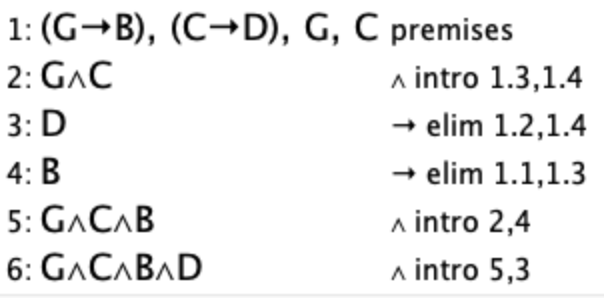 1: (G→B), (C→D), G, C premises
2: G∧C ∧ intro 1.3,1.4
3: D → elim 1.2,1.4
4: B → elim 1.1,1.3
5: G∧C∧B ∧ intro 2,4
6: G∧C∧B∧D ∧ intro 5,3